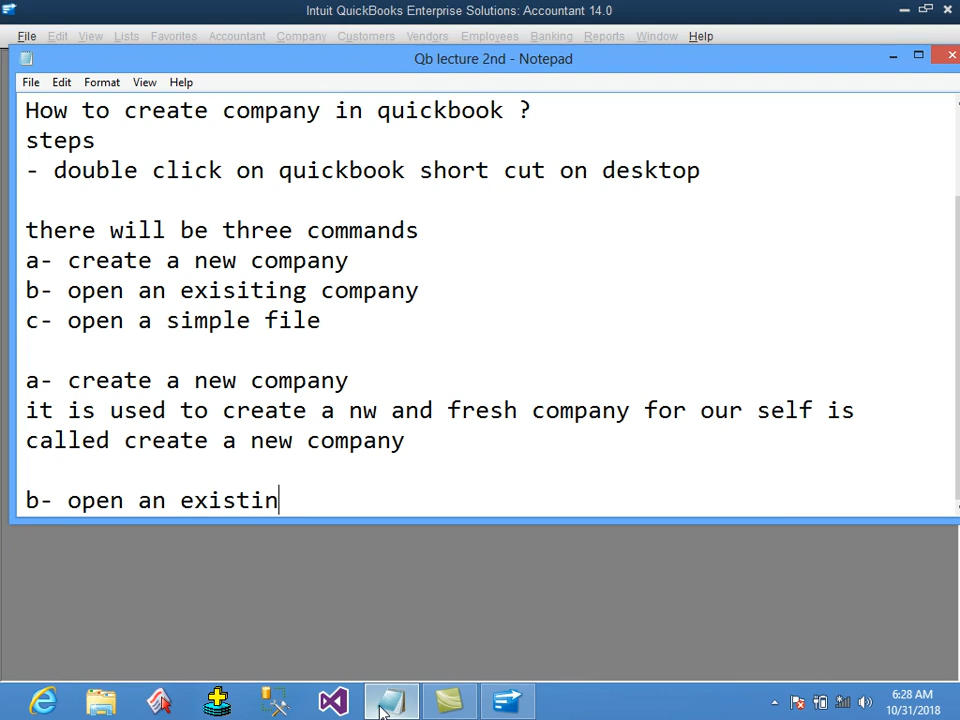 Intuit QuickBooks Enterprise Solutions: Accountant 14.0
File Edit View Lists Favorites Accountant Company Customers Vendors Employees Banking Reports Window Help
Qb lecture 2nd - Notepad
File Edit Format View Help
How to create company in quickbook ?
steps
- double click on quickbook short cut on desktop
there will be three commands
a- create a new company
b- open an exisiting company
c- open a simple file
a- create a new company
it is used to create a nw and fresh company for our self is
called create a new company
b- open an existin
6:28 AM
10/31/2018